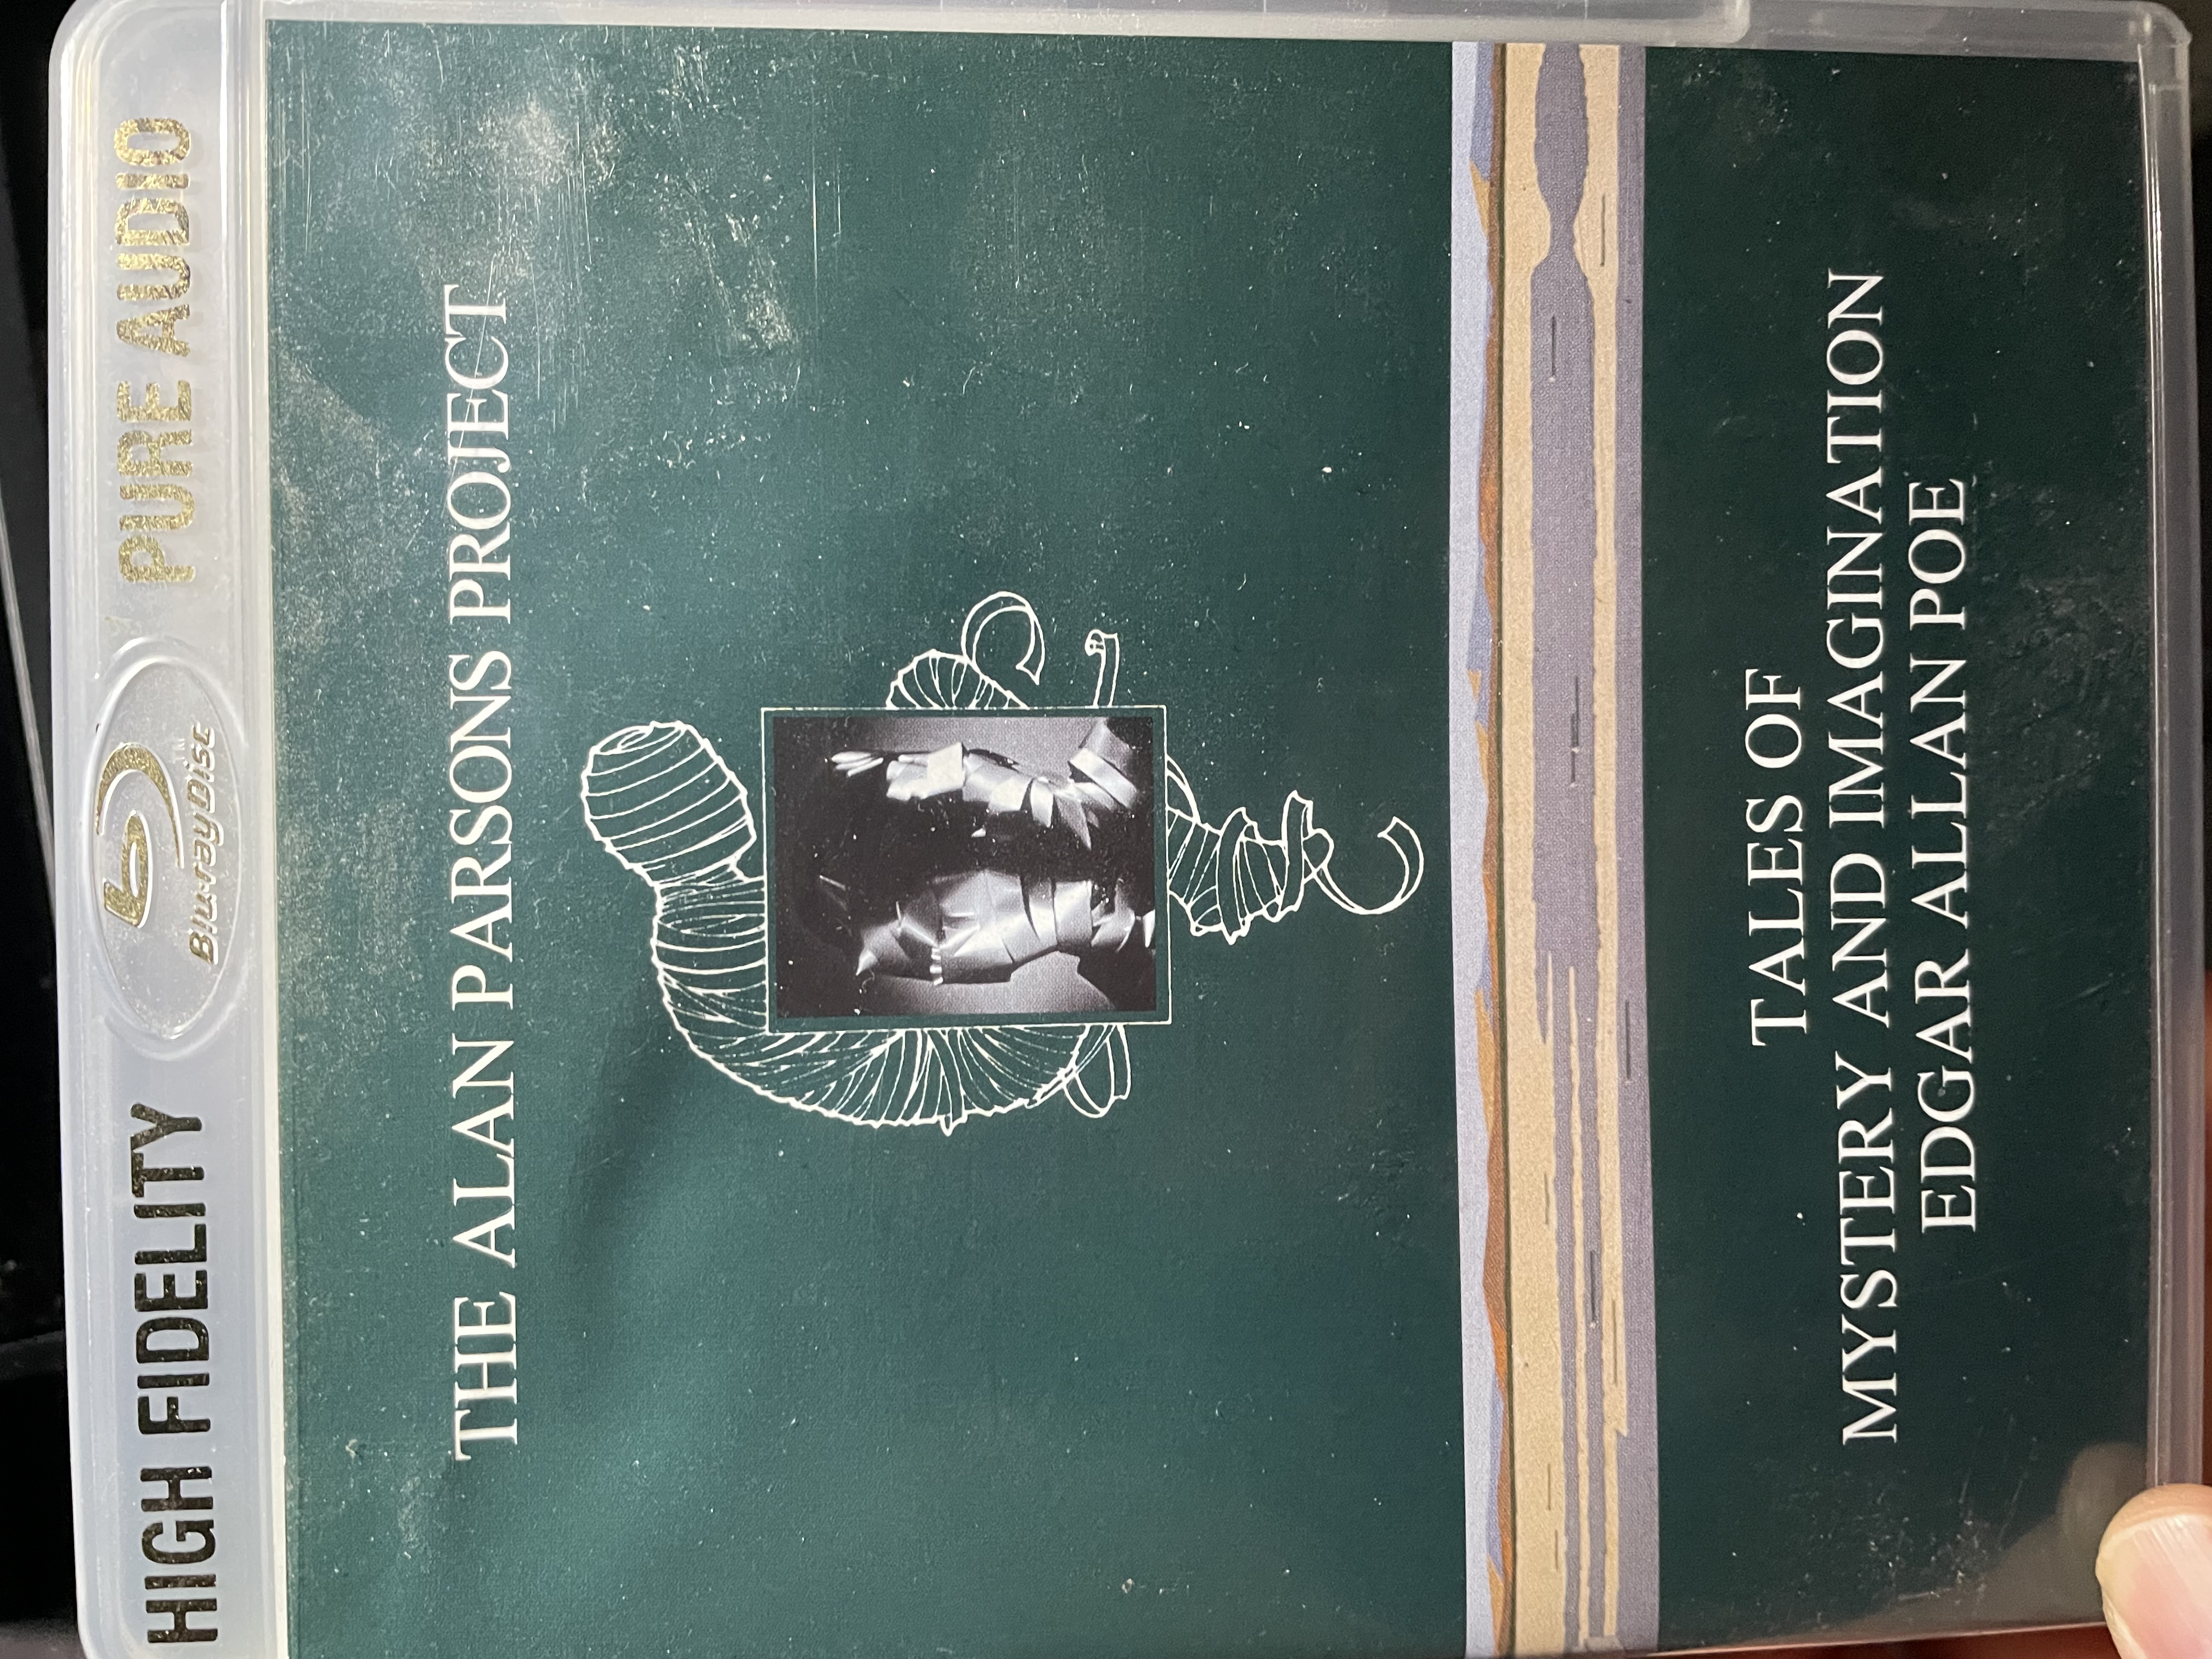 HIGH FIDELITY
Blu-ray Disc
PURE AUDIO
THE ALAN PARSONS PROJECT
TALES OF
MYSTERY AND IMAGINATION
EDGAR ALLAN POE